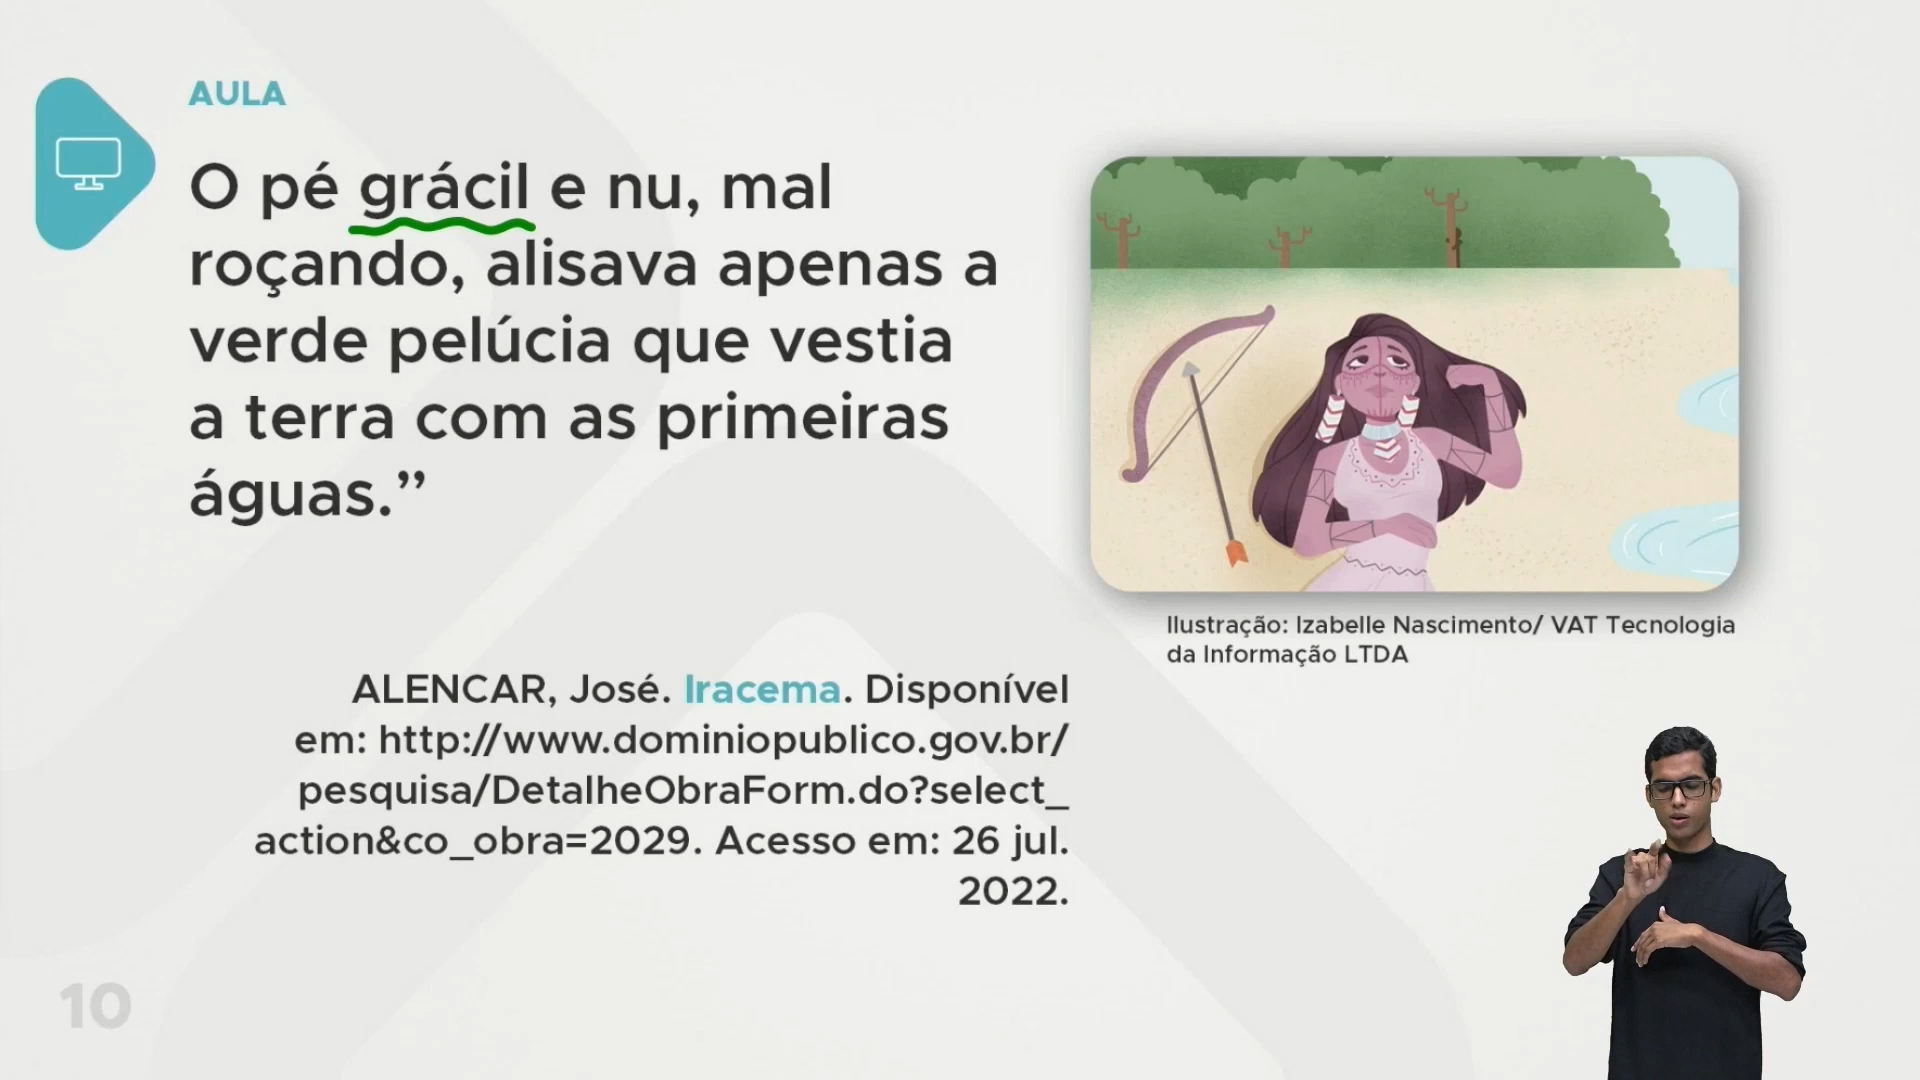 AULA
O pé grácil e nu, mal
roçando, alisava apenas a
verde pelúcia que vestia
a terra com as primeiras
águas.”
Ilustração: Izabelle Nascimento/ VAT Tecnologia
da Informação LTDA
ALENCAR, José. Iracema. Disponível
em: http://www.dominiopublico.gov.br/
pesquisa/DetalheObraForm.do?select_
action&co_obra=2029. Acesso em: 26 jul.
2022.
10